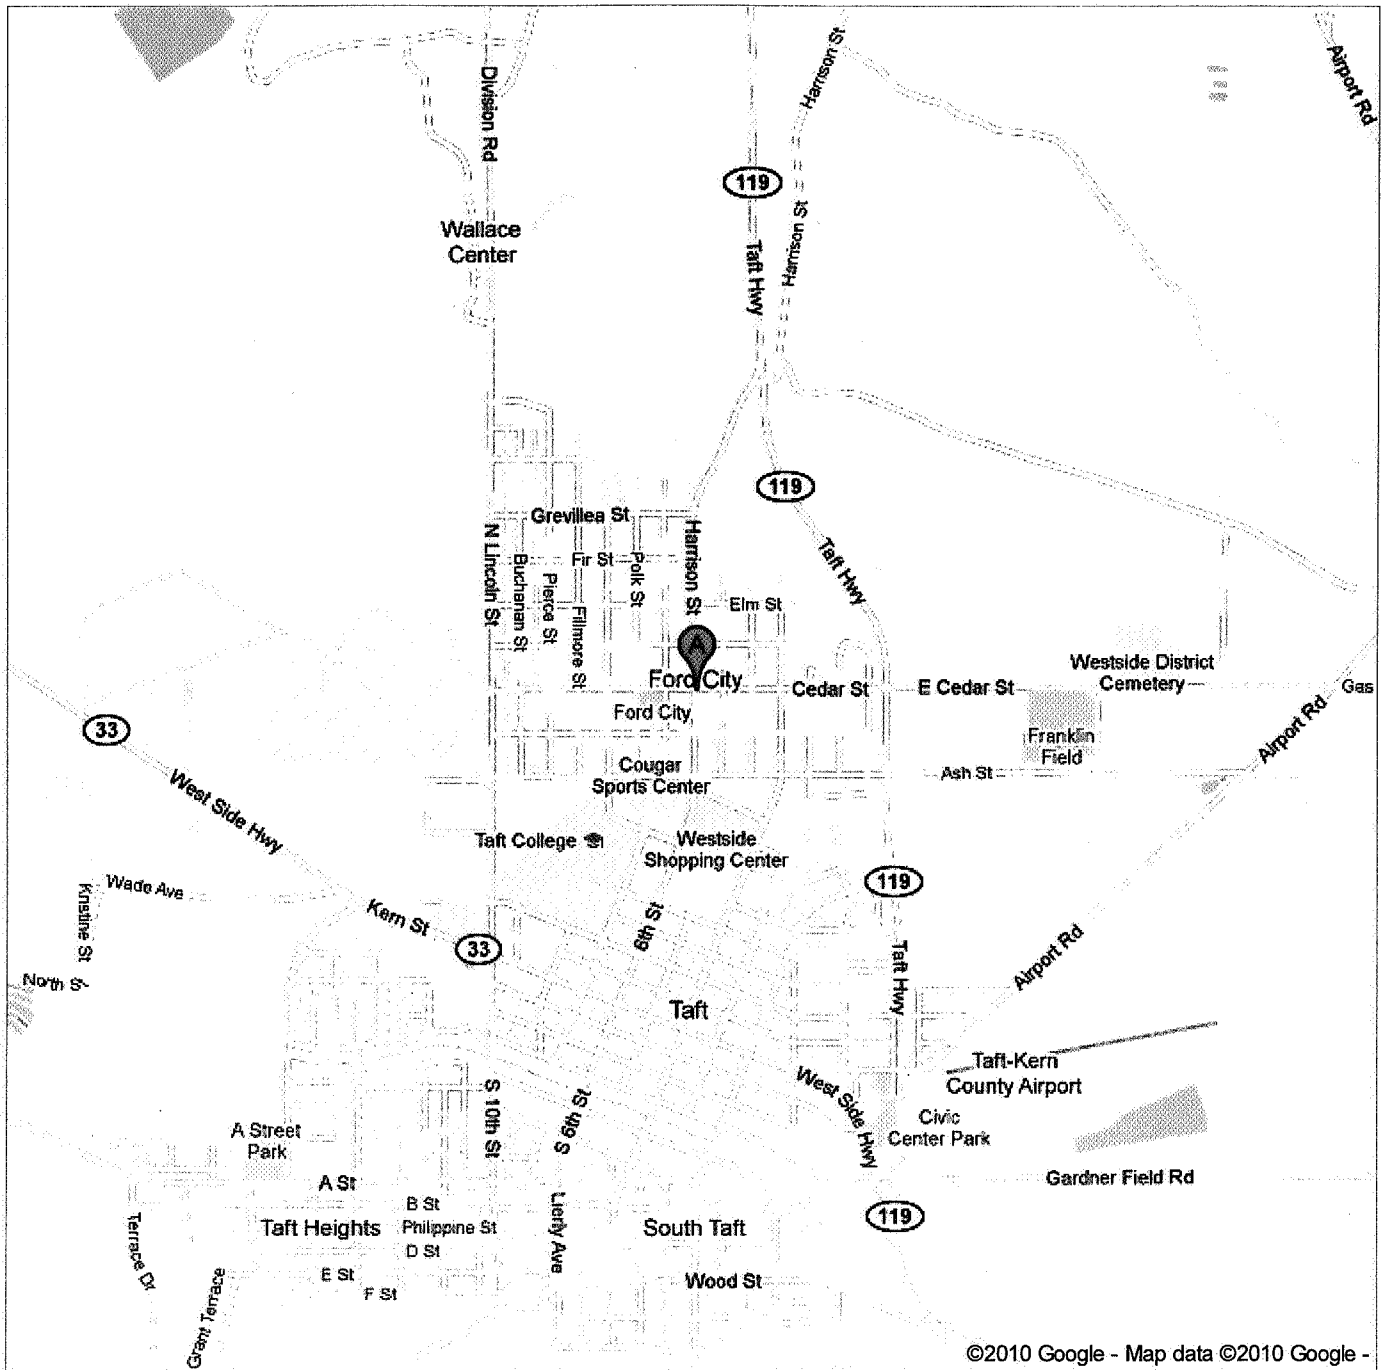 Harrison St
Airport Rd
Division Rd
119
Harrison St
Wallace
Center
Taft Hwy
119
Grevillea St
N Lincoln St
Harrison St
Fir St
Polk St
Buchanan St
Pierce St
Fillmore St
Taft Hwy
Elm St
A
Ford City
Cedar St
E Cedar St
Westside District
Cemetery
Gas
Ford City
33
Franklin
Field
Airport Rd
West Side Hwy
Cougar
Sports Center
Ash St
Taft College
Westside
Shopping Center
Wade Ave
119
Kristine St
Kern St
6th St
33
Airport Rd
North St
Taft Hwy
Taft
Taft-Kern
County Airport
West Side Hwy
S 10th St
S 6th St
Civic
Center Park
A Street
Park
Gardner Field Rd
A St
B St
Lierly Ave
119
Taft Heights
Philippine St
South Taft
D St
Terrace Dr
E St
F St
Wood St
Grant Terrace
©2010 Google - Map data ©2010 Google -